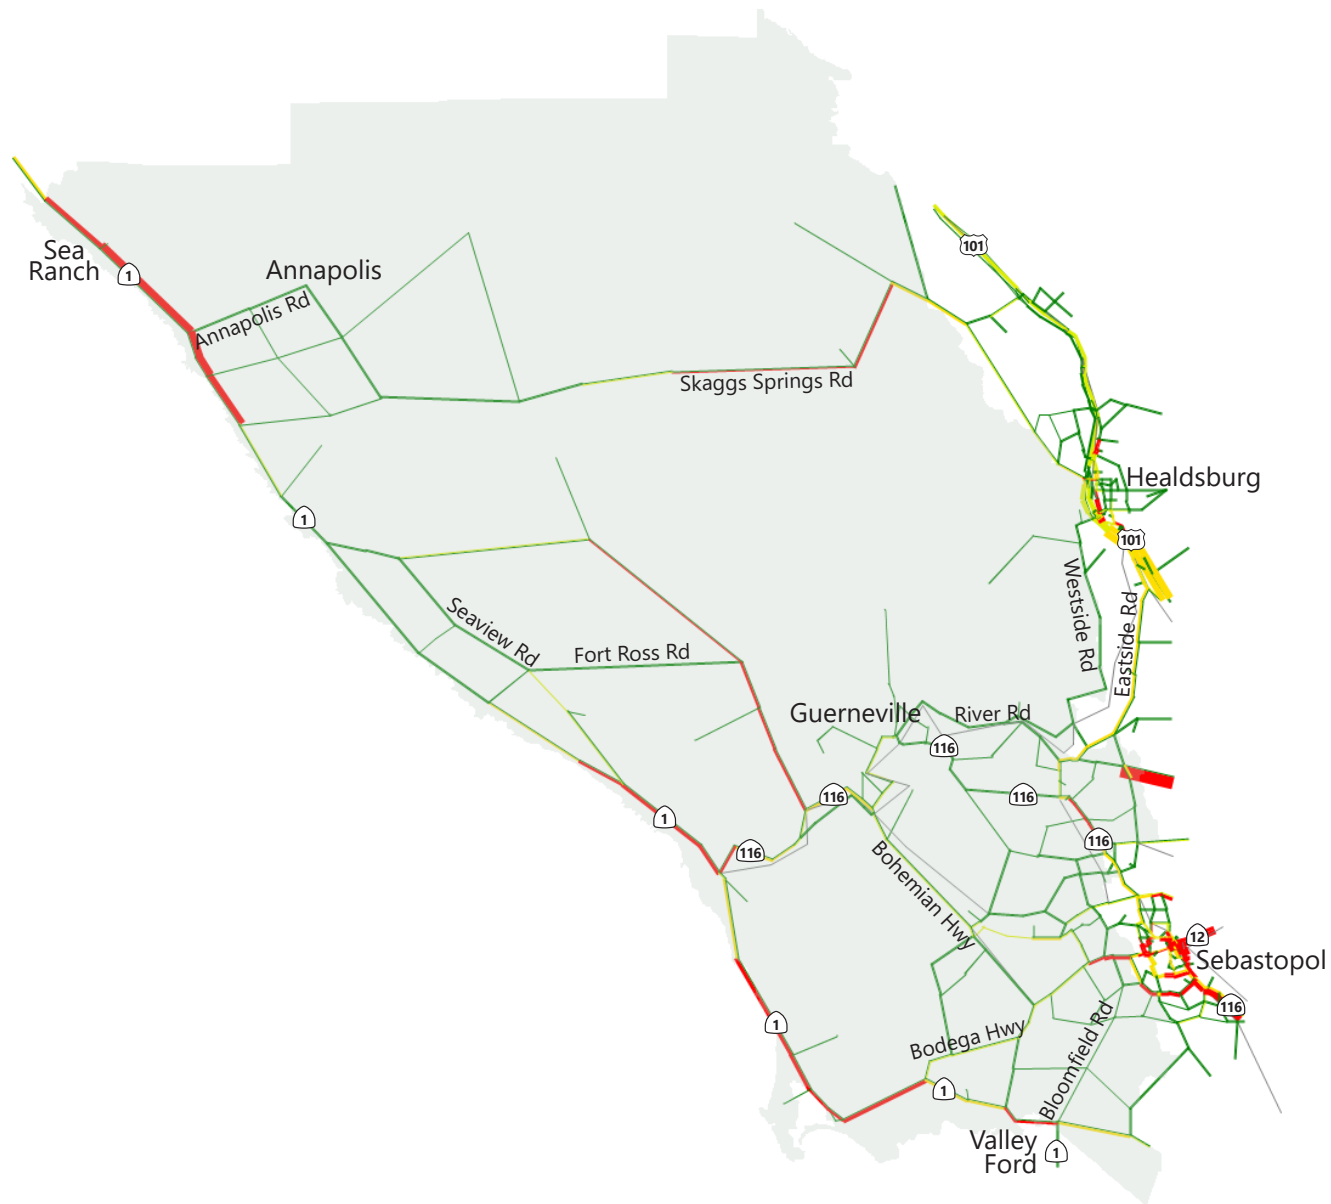 101
Sea
Ranch
1
Annapolis
Annapolis Rd
Skaggs Springs Rd
Healdsburg
1
101
Westside Rd
Eastside Rd
Seaview Rd
Fort Ross Rd
Guerneville
River Rd
116
116
116
1
116
116
Bohemian Hwy
12
Sebastopol
116
1
Bodega Hwy
Bloomfield Rd
1
Valley
Ford
1